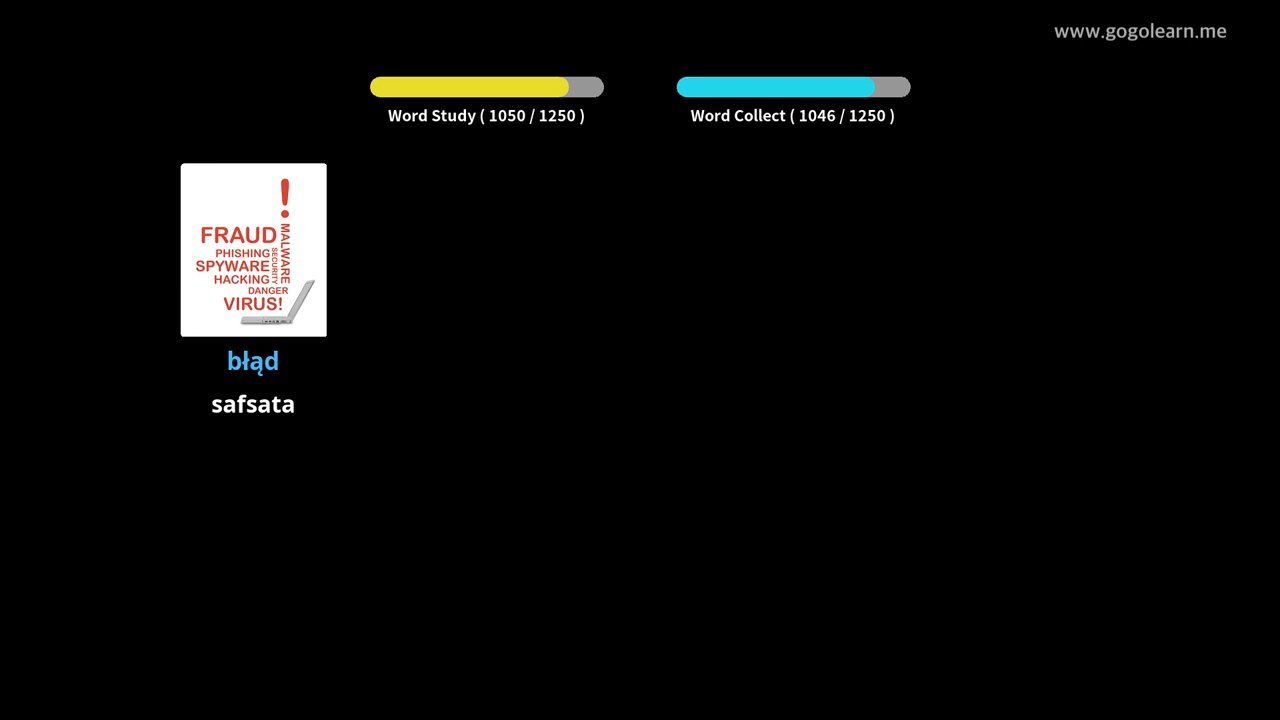 www.gogolearn.me
Word Study ( 1050 / 1250 )
Word Collect ( 1046 / 1250 )
!
FRAUD
MALWARE
PHISHING
SECURITY
SPYWARE
HACKING
DANGER
VIRUS!
błąd
safsata